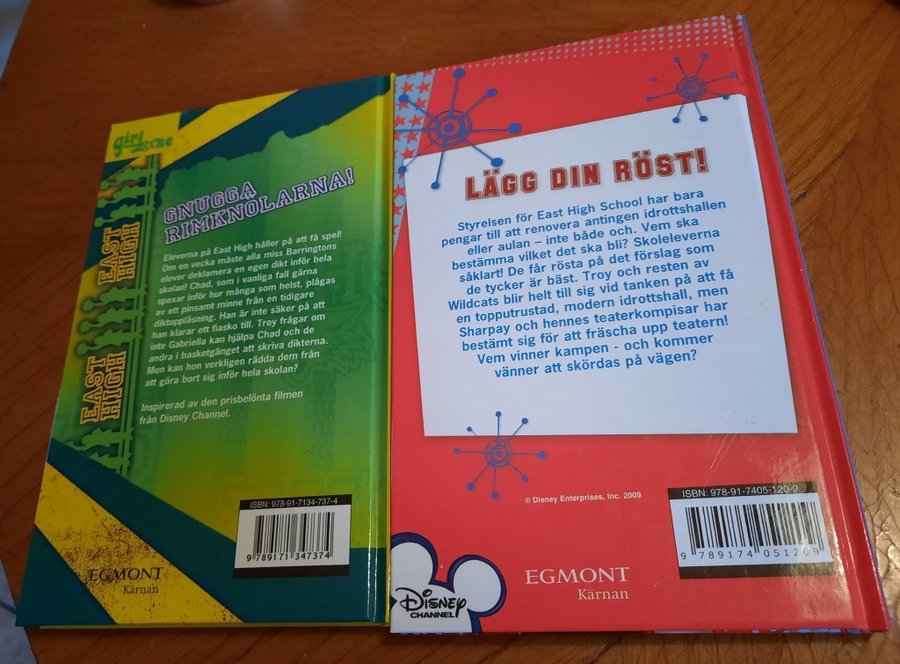 girl zone
EAST HIGH
EAST HIGH
GNUGGA
RIMKNÖLARNA!
Eleverna på East High håller på att få spel!
Om en vecka måste alla miss Barringtons
elever deklamera en egen dikt inför hela
skolan! Chad, som i vanliga fall gärna
spexar inför hur många som helst, plågas
av ett pinsamt minne från en tidigare
diktuppläsning. Han är inte säker på att
han klarar ett fiasko till. Troy frågar om
inte Gabriella kan hjälpa Chad och de
andra i basketgänget att skriva dikterna.
Men kan hon verkligen rädda dem från
att göra bort sig inför hela skolan?
Inspirerad av den prisbelönta filmen
från Disney Channel.
ISBN: 978-91-7134-737-4
9 789171 347374
EGMONT
Kärnan
LÄGG DIN RÖST!
Styrelsen för East High School har bara
pengar till att renovera antingen idrottshallen
eller aulan – inte både och. Vem ska
bestämma vilket det ska bli? Skoleleverna
såklart! De får rösta på det förslag som
de tycker är bäst. Troy och resten av
Wildcats blir helt till sig vid tanken på att få
en topputrustad, modern idrottshall, men
Sharpay och hennes teaterkompisar har
bestämt sig för att fräscha upp teatern!
Vem vinner kampen - och kommer
vänner att skördas på vägen?
© Disney Enterprises, Inc. 2009
ISBN: 978-91-7405-120-9
9 789174 051209
DISNEY
CHANNEL
EGMONT
Kärnan